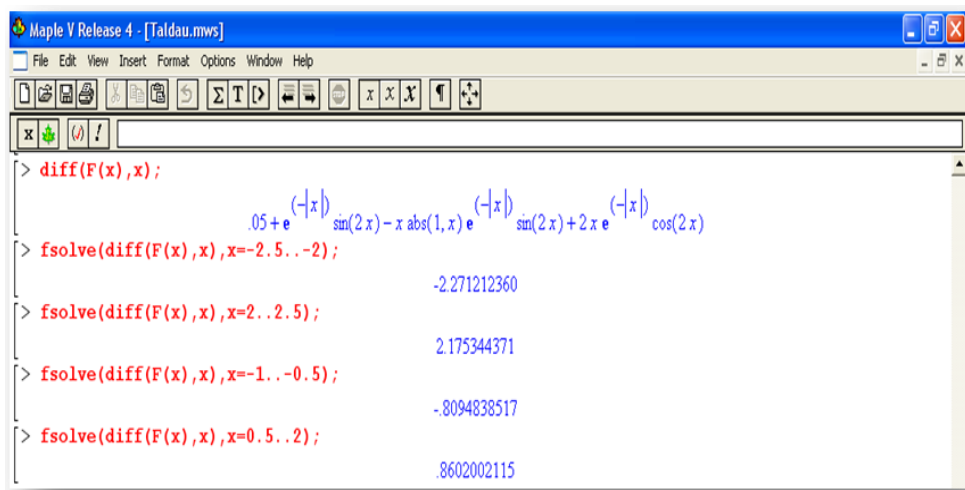 Maple V Release 4 - [Taldau.mws]
File Edit View Insert Format Options Window Help
Σ T [> STOP x x x ¶
x (√) !
> diff(F(x),x);
.05 + e^(-|x|) sin(2 x) − x abs(1, x) e^(-|x|) sin(2 x) + 2 x e^(-|x|) cos(2 x)
> fsolve(diff(F(x),x),x=-2.5..-2);
-2.271212360
> fsolve(diff(F(x),x),x=2..2.5);
2.175344371
> fsolve(diff(F(x),x),x=-1..-0.5);
-.8094838517
> fsolve(diff(F(x),x),x=0.5..2);
.8602002115